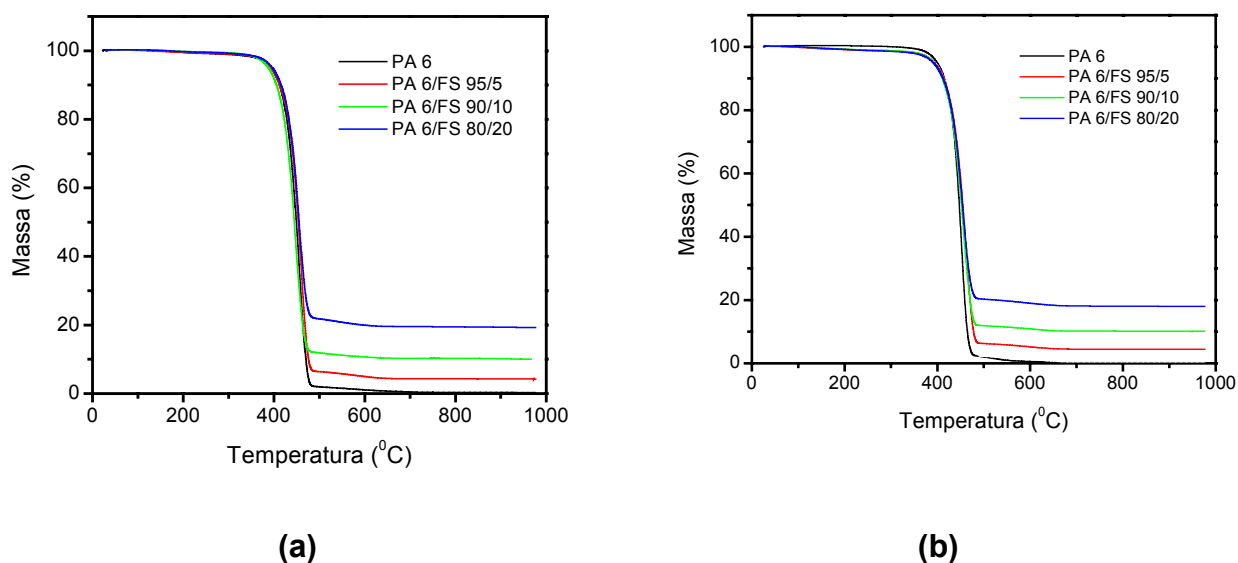 100
80
60
40
20
0
Massa (%)
PA 6
PA 6/FS 95/5
PA 6/FS 90/10
PA 6/FS 80/20
0 200 400 600 800 1000
Temperatura (⁰C)
(a)
100
80
60
40
20
0
Massa (%)
PA 6
PA 6/FS 95/5
PA 6/FS 90/10
PA 6/FS 80/20
0 200 400 600 800 1000
Temperatura (⁰C)
(b)